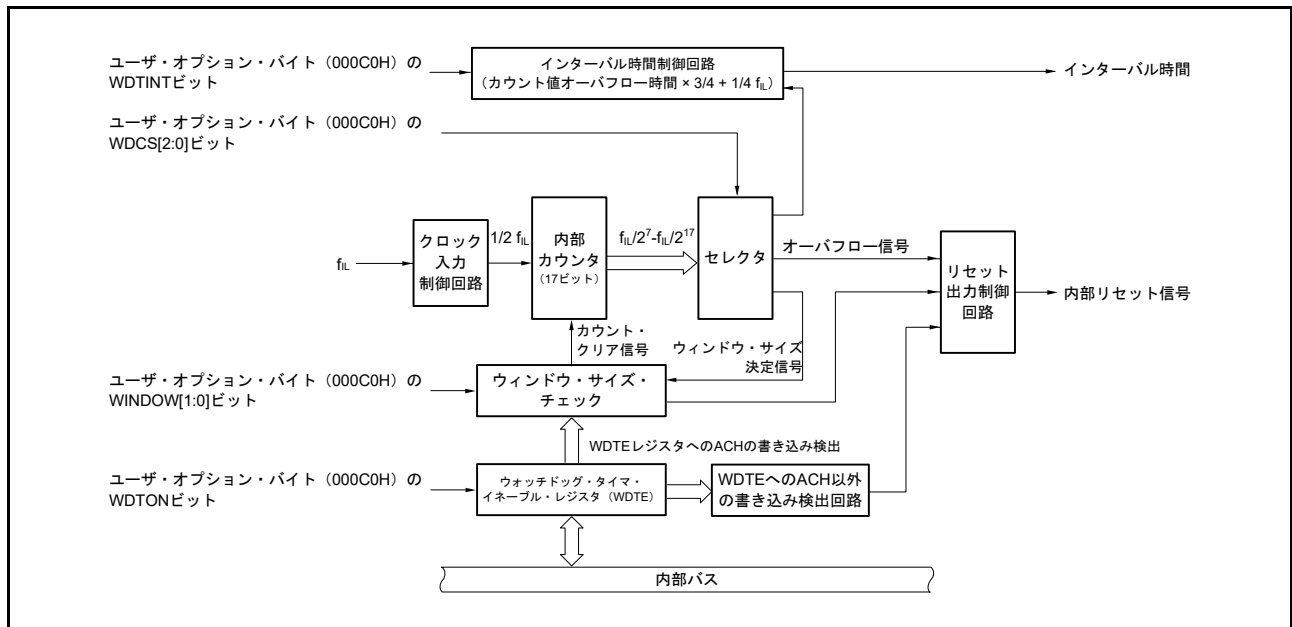 ユーザ・オプション・バイト（000C0H）の
WDTINTビット
インターバル時間制御回路
（カウント値オーバフロー時間 × 3/4 + 1/4 fIL）
インターバル時間
ユーザ・オプション・バイト（000C0H）の
WDCS[2:0]ビット
fIL
クロック
入力
制御回路
1/2 fIL
内部
カウンタ
（17ビット）
fIL/2⁷-fIL/2¹⁷
セレクタ
オーバフロー信号
リセット
出力制御
回路
内部リセット信号
カウント・
クリア信号
ウィンドウ・サイズ
決定信号
ユーザ・オプション・バイト（000C0H）の
WINDOW[1:0]ビット
ウィンドウ・サイズ・
チェック
WDTEレジスタへのACHの書き込み検出
ユーザ・オプション・バイト（000C0H）の
WDTONビット
ウォッチドッグ・タイマ・
イネーブル・レジスタ（WDTE）
WDTEへのACH以外
の書き込み検出回路
内部バス